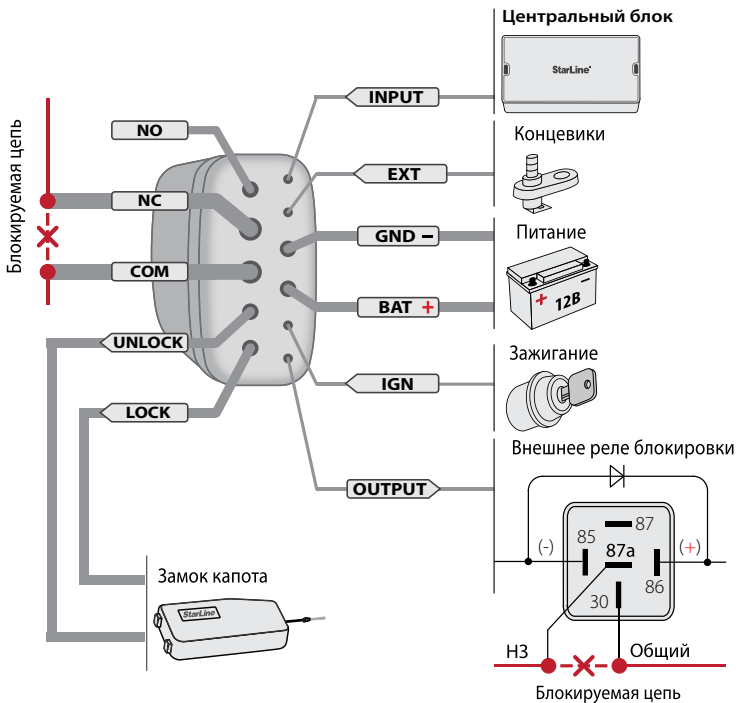 Центральный блок
StarLine
INPUT
Концевики
NO
EXT
Блокируемая цепь
NC
Питание
GND −
COM
BAT +
+ 12В −
UNLOCK
Зажигание
IGN
LOCK
Внешнее реле блокировки
OUTPUT
87
85
87a
(-)
(+)
86
30
Замок капота
StarLine
НЗ
Общий
Блокируемая цепь